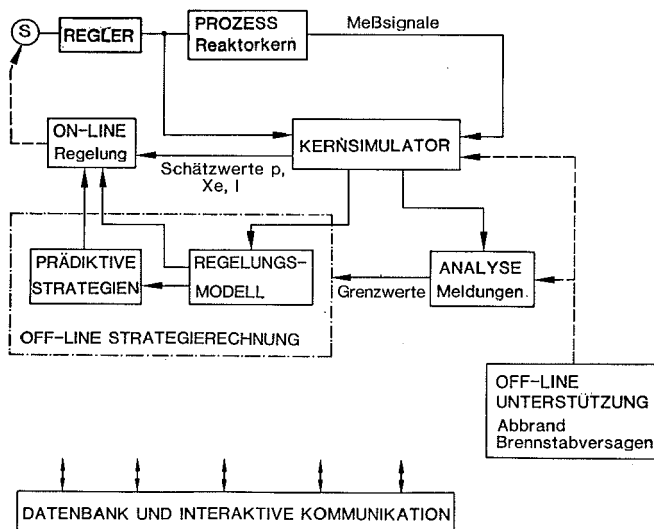 S
REGLER
PROZESS
Reaktorkern
Meßsignale
ON-LINE
Regelung
KERNSIMULATOR
Schätzwerte p,
Xe, I
PRÄDIKTIVE
STRATEGIEN
REGELUNGS-
MODELL
Grenzwerte
ANALYSE
Meldungen
OFF-LINE STRATEGIERECHNUNG
OFF-LINE
UNTERSTÜTZUNG
Abbrand
Brennstabversagen
DATENBANK UND INTERAKTIVE KOMMUNIKATION